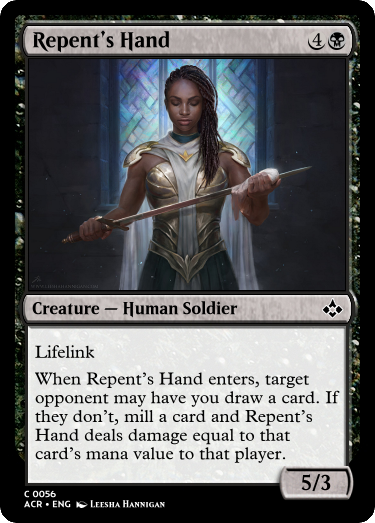 Repent's Hand
4
Creature — Human Soldier
Lifelink
When Repent's Hand enters, target
opponent may have you draw a card. If
they don't, mill a card and Repent's
Hand deals damage equal to that
card's mana value to that player.
5/3
C 0056
ACR • ENG Leesha Hannigan